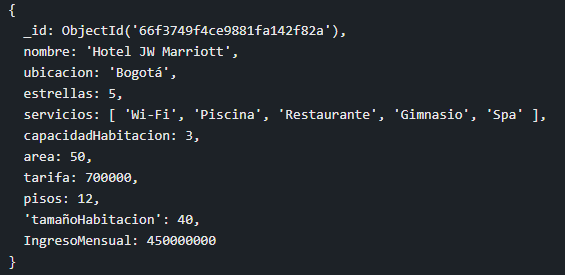 {
  _id: ObjectId('66f3749f4ce9881fa142f82a'),
  nombre: 'Hotel JW Marriott',
  ubicacion: 'Bogotá',
  estrellas: 5,
  servicios: [ 'Wi-Fi', 'Piscina', 'Restaurante', 'Gimnasio', 'Spa' ],
  capacidadHabitacion: 3,
  area: 50,
  tarifa: 700000,
  pisos: 12,
  'tamañoHabitacion': 40,
  IngresoMensual: 450000000
}